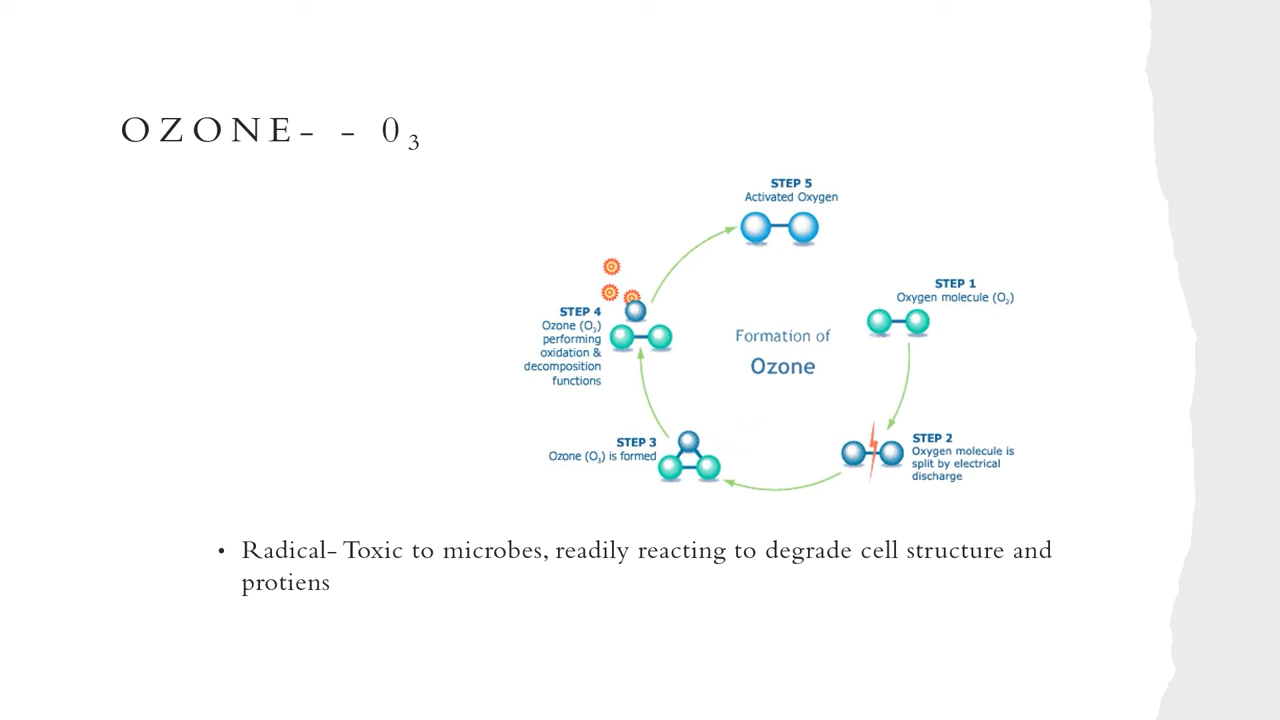 OZONE- - 0₃
STEP 5
Activated Oxygen
STEP 1
Oxygen molecule (O₂)
STEP 4
Ozone (O₃)
performing
oxidation &
decomposition
functions
Formation of
Ozone
STEP 3
Ozone (O₃) is formed
STEP 2
Oxygen molecule is
split by electrical
discharge
• Radical- Toxic to microbes, readily reacting to degrade cell structure and
protiens